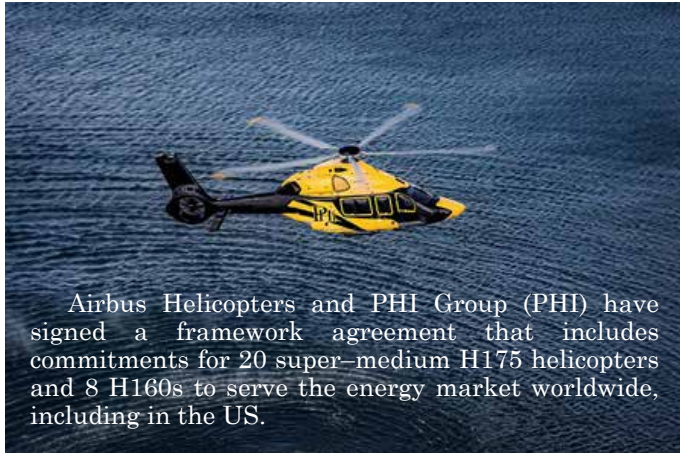 PHI
Airbus Helicopters and PHI Group (PHI) have
signed a framework agreement that includes
commitments for 20 super–medium H175 helicopters
and 8 H160s to serve the energy market worldwide,
including in the US.